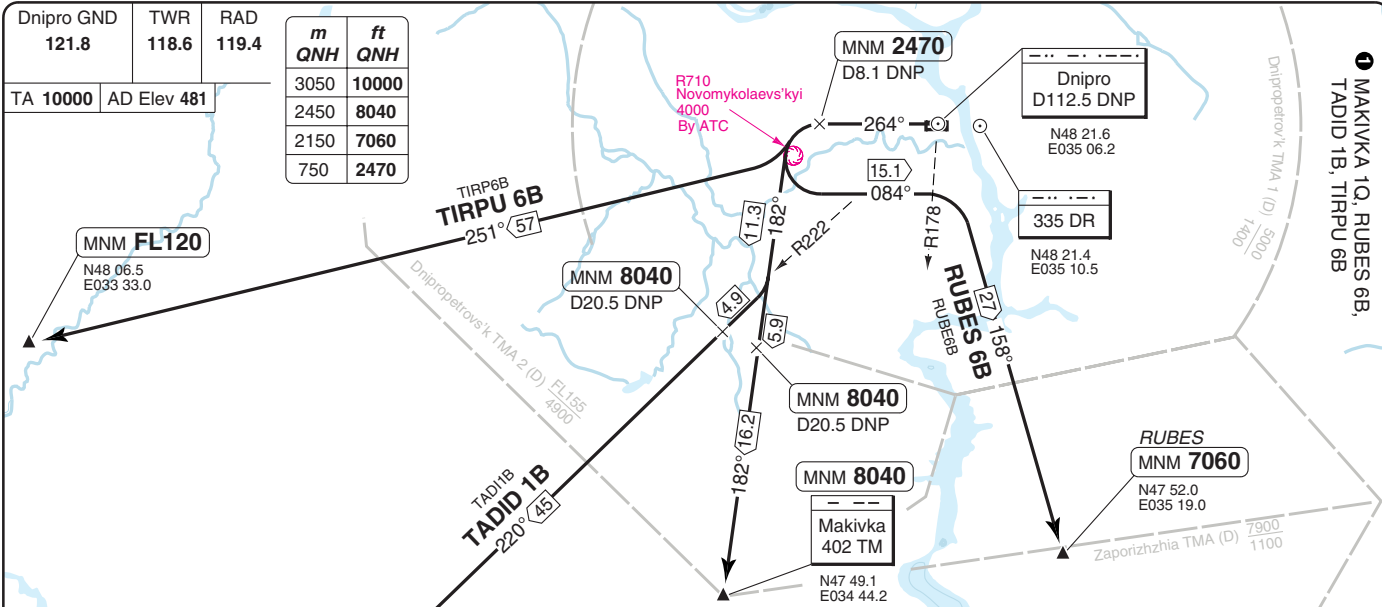 Dnipro GND
121.8
TWR
118.6
RAD
119.4
TA 10000
AD Elev 481
m
QNH
ft
QNH
3050 10000
2450 8040
2150 7060
750 2470
❶ MAKIVKA 1Q, RUBES 6B,
TADID 1B, TIRPU 6B
MNM 2470
D8.1 DNP
R710
Novomykolaevs'kyi
4000
By ATC
264°
Dnipro
D112.5 DNP
N48 21.6
E035 06.2
335 DR
N48 21.4
E035 10.5
Dnipropetrov'k TMA 1 (D) 5000
1400
15.1
084°
R178
R222
11.3
182°
TIRP6B
TIRPU 6B
251° 57
MNM FL120
N48 06.5
E033 33.0
Dnipropetrovs'k TMA 2 (D) FL155
4900
MNM 8040
D20.5 DNP
4.9
5.9
MNM 8040
D20.5 DNP
RUBES 6B
RUBE6B
27 158°
TADI1B
TADID 1B
220° 45
182° 16.2
MNM 8040
Makivka
402 TM
N47 49.1
E034 44.2
RUBES
MNM 7060
N47 52.0
E035 19.0
Zaporizhzhia TMA (D) 7900
1100